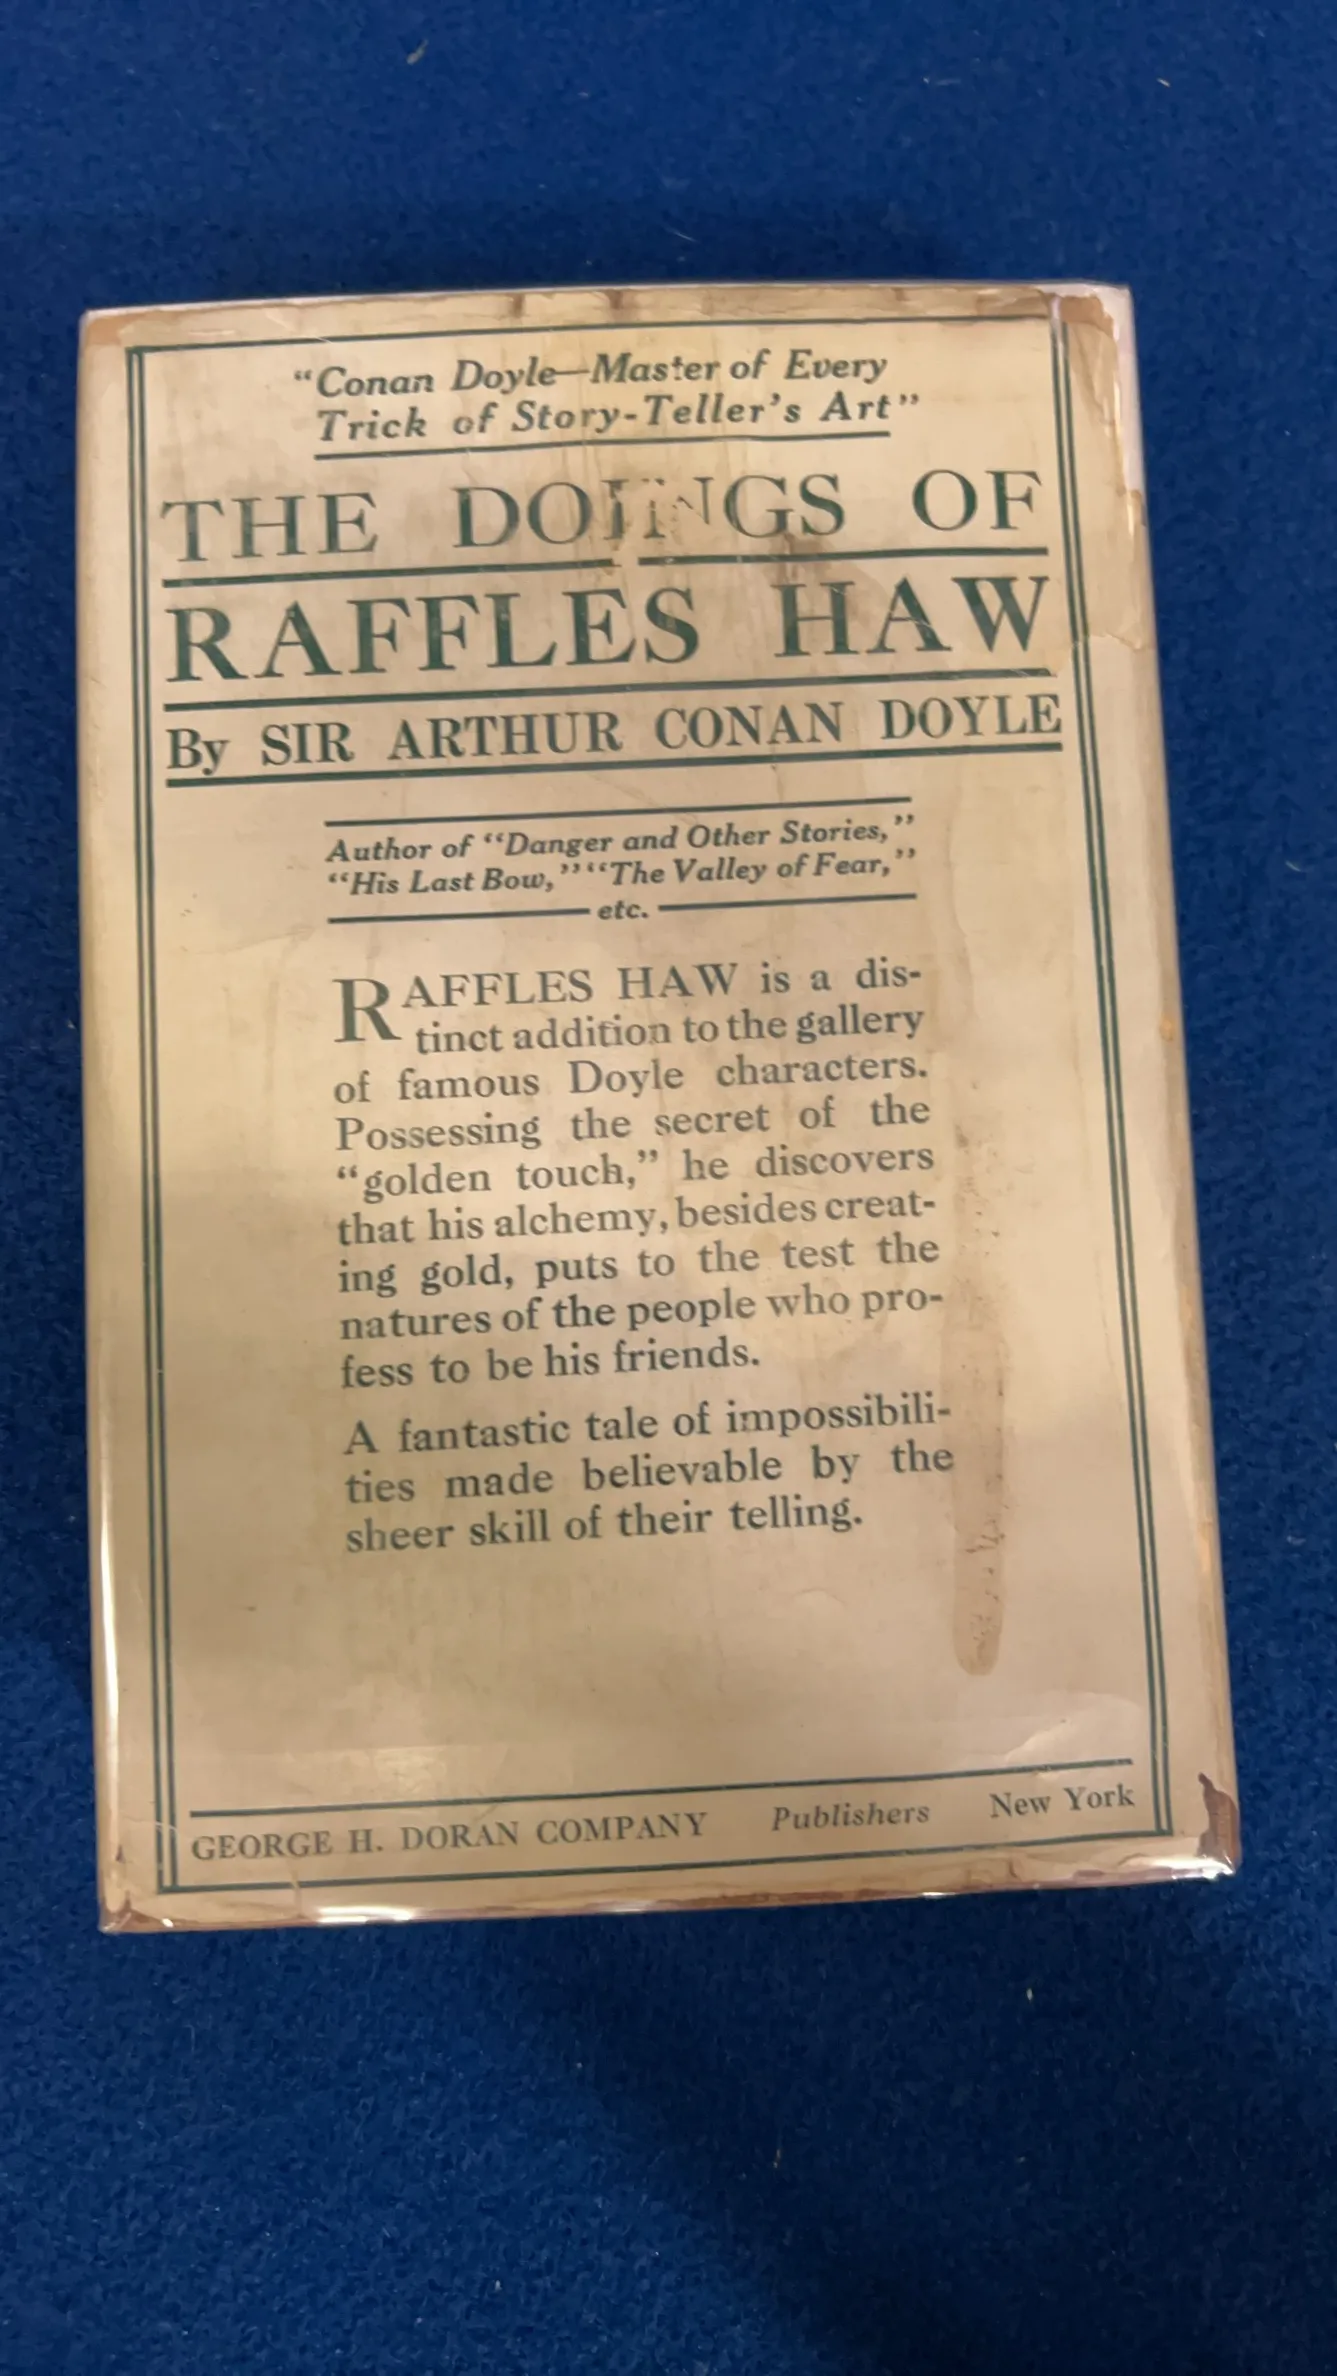 "Conan Doyle—Master of Every
Trick of Story-Teller's Art"
THE DOINGS OF
RAFFLES HAW
By SIR ARTHUR CONAN DOYLE
Author of "Danger and Other Stories,"
"His Last Bow," "The Valley of Fear,"
etc.
RAFFLES HAW is a dis-
tinct addition to the gallery
of famous Doyle characters.
Possessing the secret of the
"golden touch," he discovers
that his alchemy, besides creat-
ing gold, puts to the test the
natures of the people who pro-
fess to be his friends.
A fantastic tale of impossibili-
ties made believable by the
sheer skill of their telling.
GEORGE H. DORAN COMPANY Publishers New York